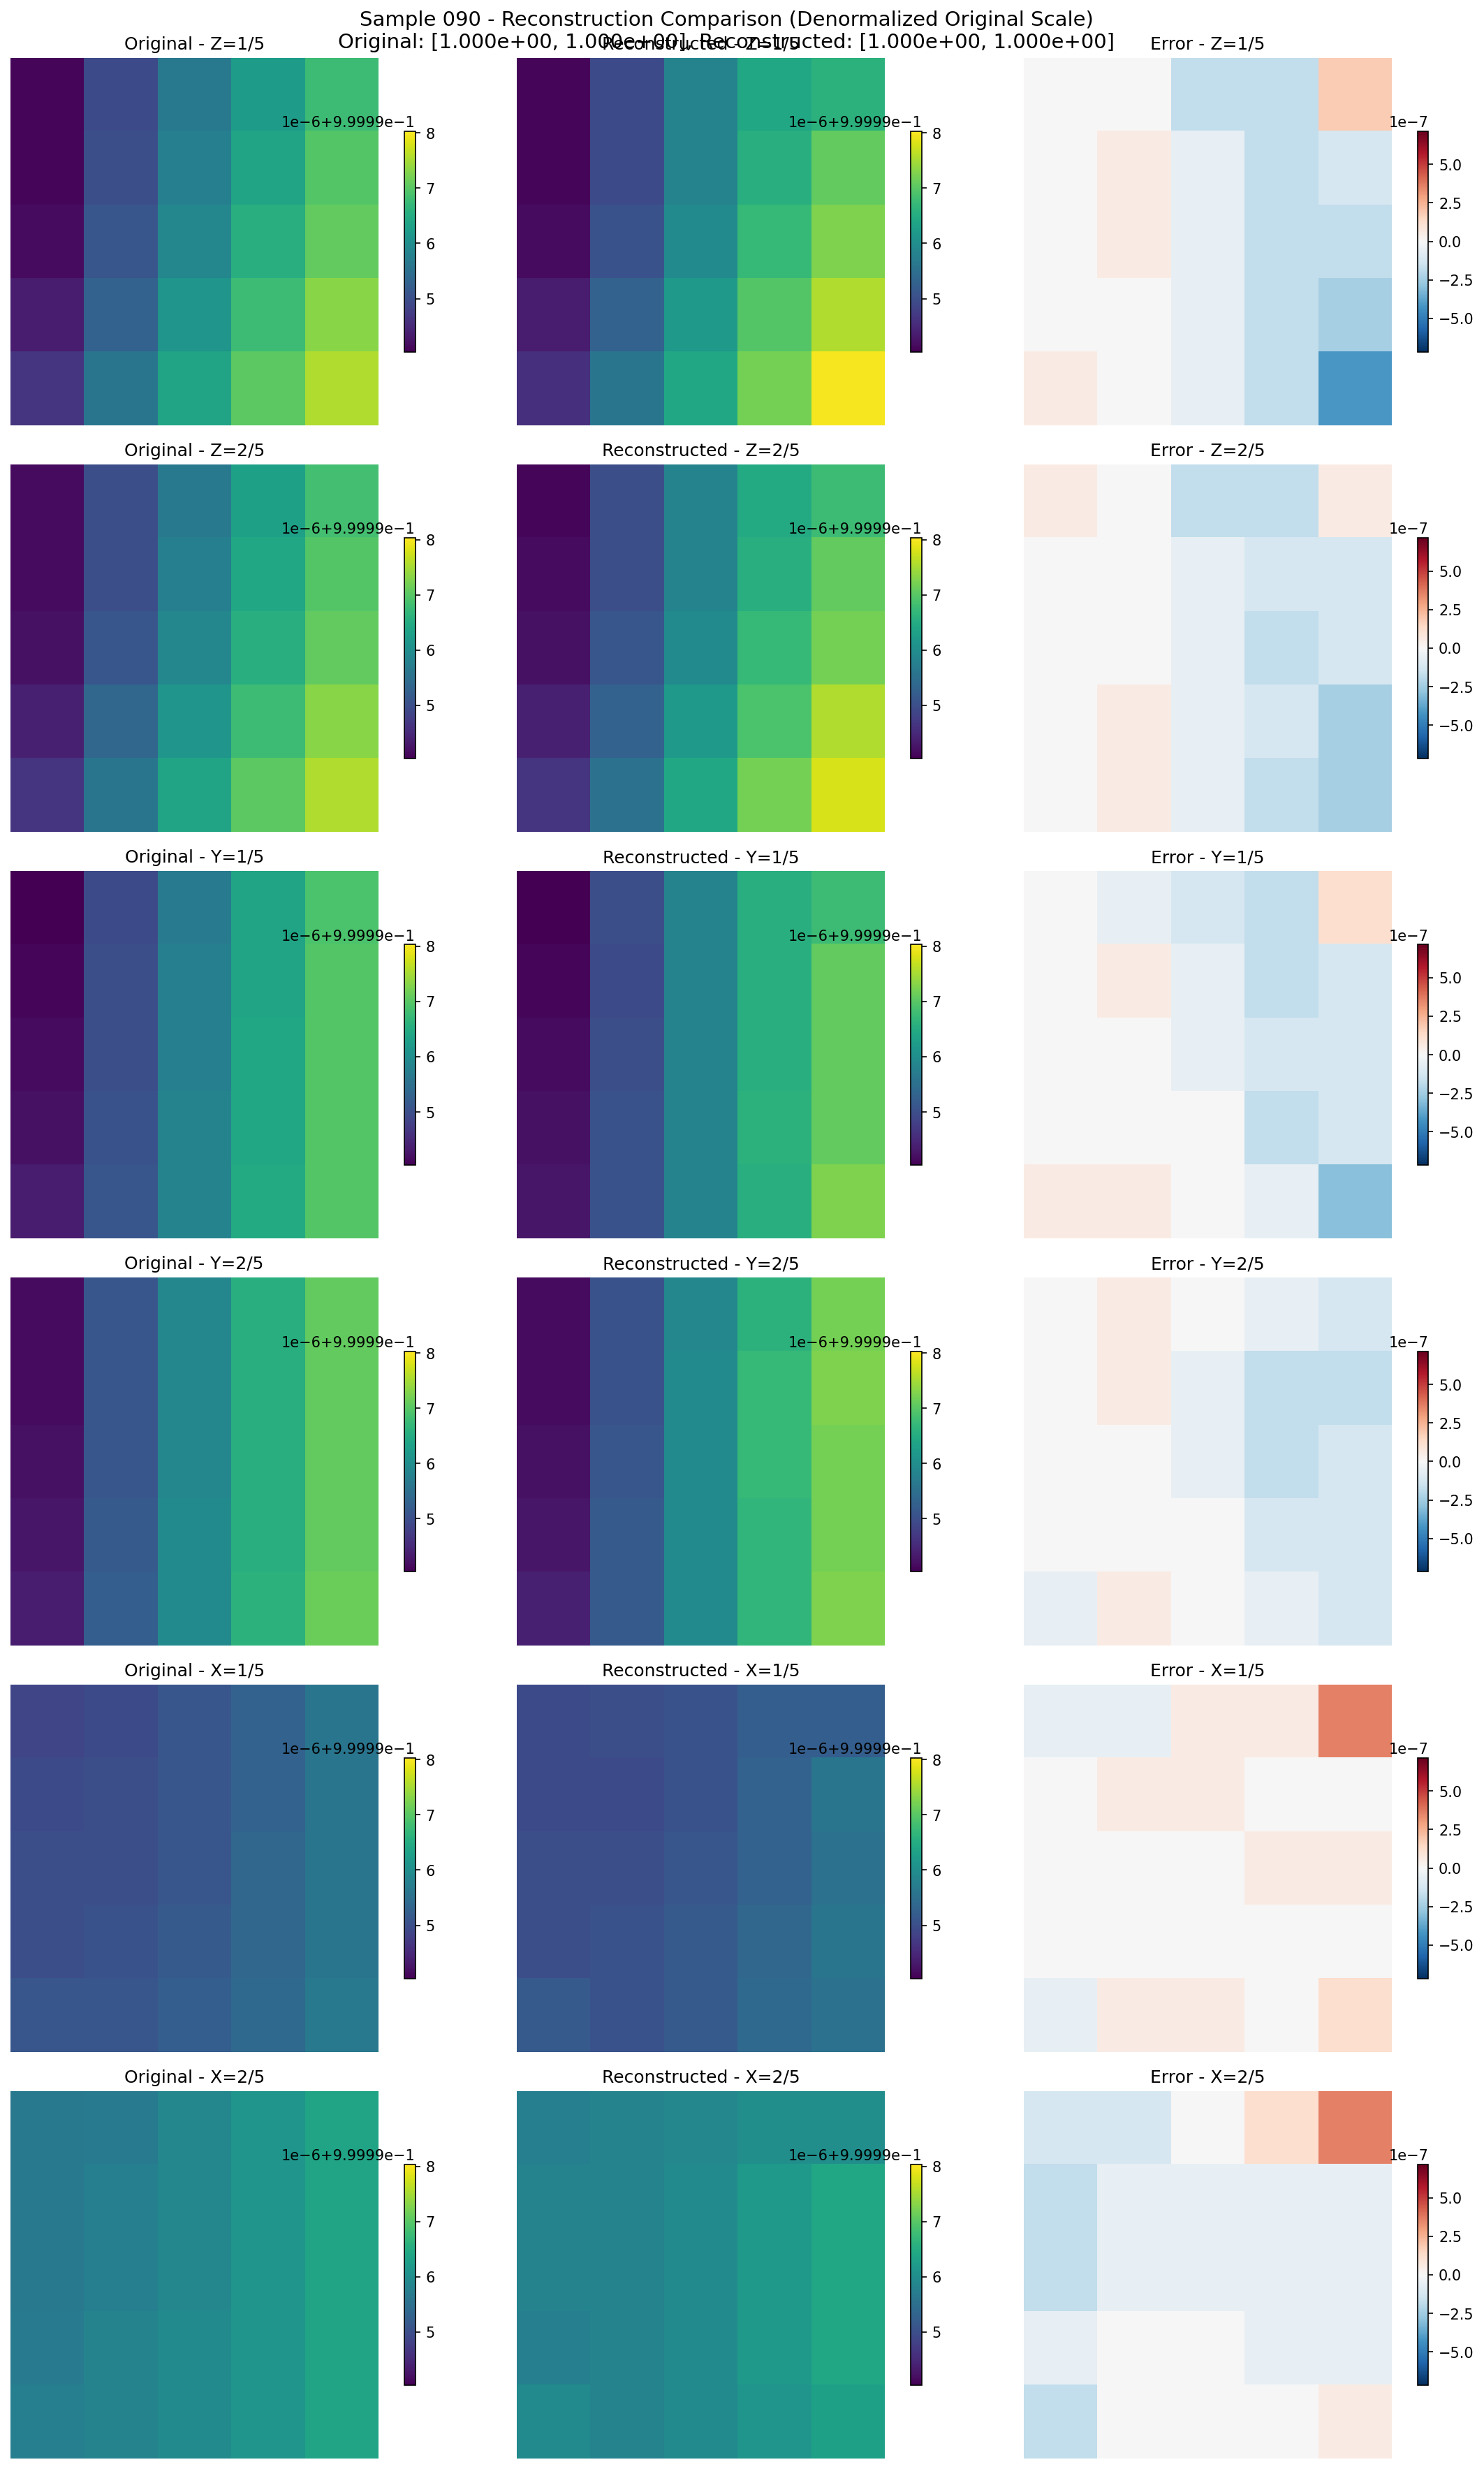 Sample 090 - Reconstruction Comparison (Denormalized Original Scale)
Original: [1.000e+00, 1.000e+00], Reconstructed: [1.000e+00, 1.000e+00]
Original - Z=1/5
Reconstructed - Z=1/5
Error - Z=1/5
1e−6+9.9999e−1
8
7
6
5
1e−6+9.9999e−1
8
7
6
5
1e−7
5.0
2.5
0.0
−2.5
−5.0
Original - Z=2/5
Reconstructed - Z=2/5
Error - Z=2/5
1e−6+9.9999e−1
8
7
6
5
1e−6+9.9999e−1
8
7
6
5
1e−7
5.0
2.5
0.0
−2.5
−5.0
Original - Y=1/5
Reconstructed - Y=1/5
Error - Y=1/5
1e−6+9.9999e−1
8
7
6
5
1e−6+9.9999e−1
8
7
6
5
1e−7
5.0
2.5
0.0
−2.5
−5.0
Original - Y=2/5
Reconstructed - Y=2/5
Error - Y=2/5
1e−6+9.9999e−1
8
7
6
5
1e−6+9.9999e−1
8
7
6
5
1e−7
5.0
2.5
0.0
−2.5
−5.0
Original - X=1/5
Reconstructed - X=1/5
Error - X=1/5
1e−6+9.9999e−1
8
7
6
5
1e−6+9.9999e−1
8
7
6
5
1e−7
5.0
2.5
0.0
−2.5
−5.0
Original - X=2/5
Reconstructed - X=2/5
Error - X=2/5
1e−6+9.9999e−1
8
7
6
5
1e−6+9.9999e−1
8
7
6
5
1e−7
5.0
2.5
0.0
−2.5
−5.0